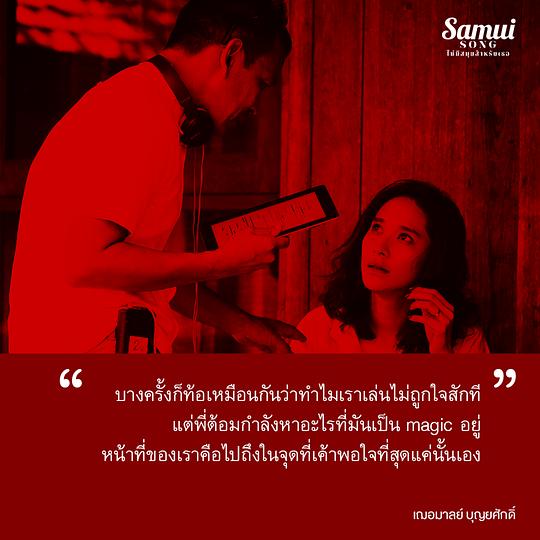 Samui
SONG
ไม่มีสมุยสำหรับเธอ
“ ”
บางครั้งก็ท้อเหมือนกันว่าทำไมเราเล่นไม่ถูกใจสักที
แต่พี่ต้อมกำลังหาอะไรที่มันเป็น magic อยู่
หน้าที่ของเราคือไปถึงในจุดที่เค้าพอใจที่สุดแค่นั้นเอง
เฌอมาลย์ บุญยศักดิ์